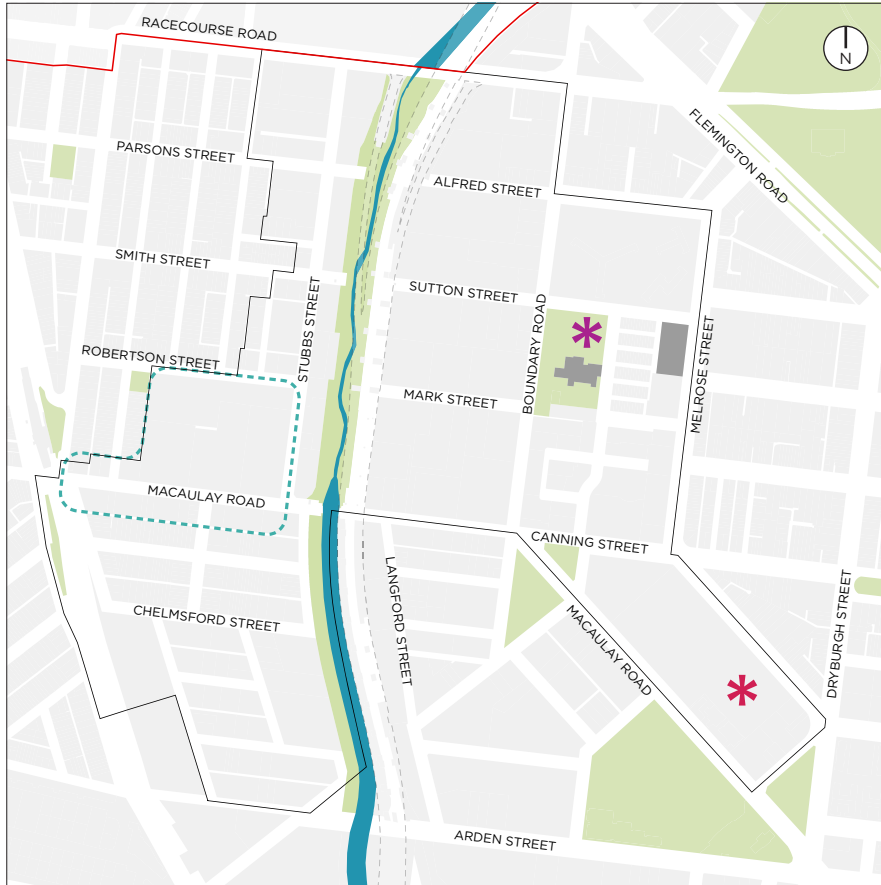 RACECOURSE ROAD
N
FLEMINGTON ROAD
PARSONS STREET
ALFRED STREET
SMITH STREET
SUTTON STREET
STUBBS STREET
BOUNDARY ROAD
MELROSE STREET
ROBERTSON STREET
MARK STREET
MACAULAY ROAD
CANNING STREET
LANGFORD STREET
DRYBURGH STREET
CHELMSFORD STREET
MACAULAY ROAD
ARDEN STREET